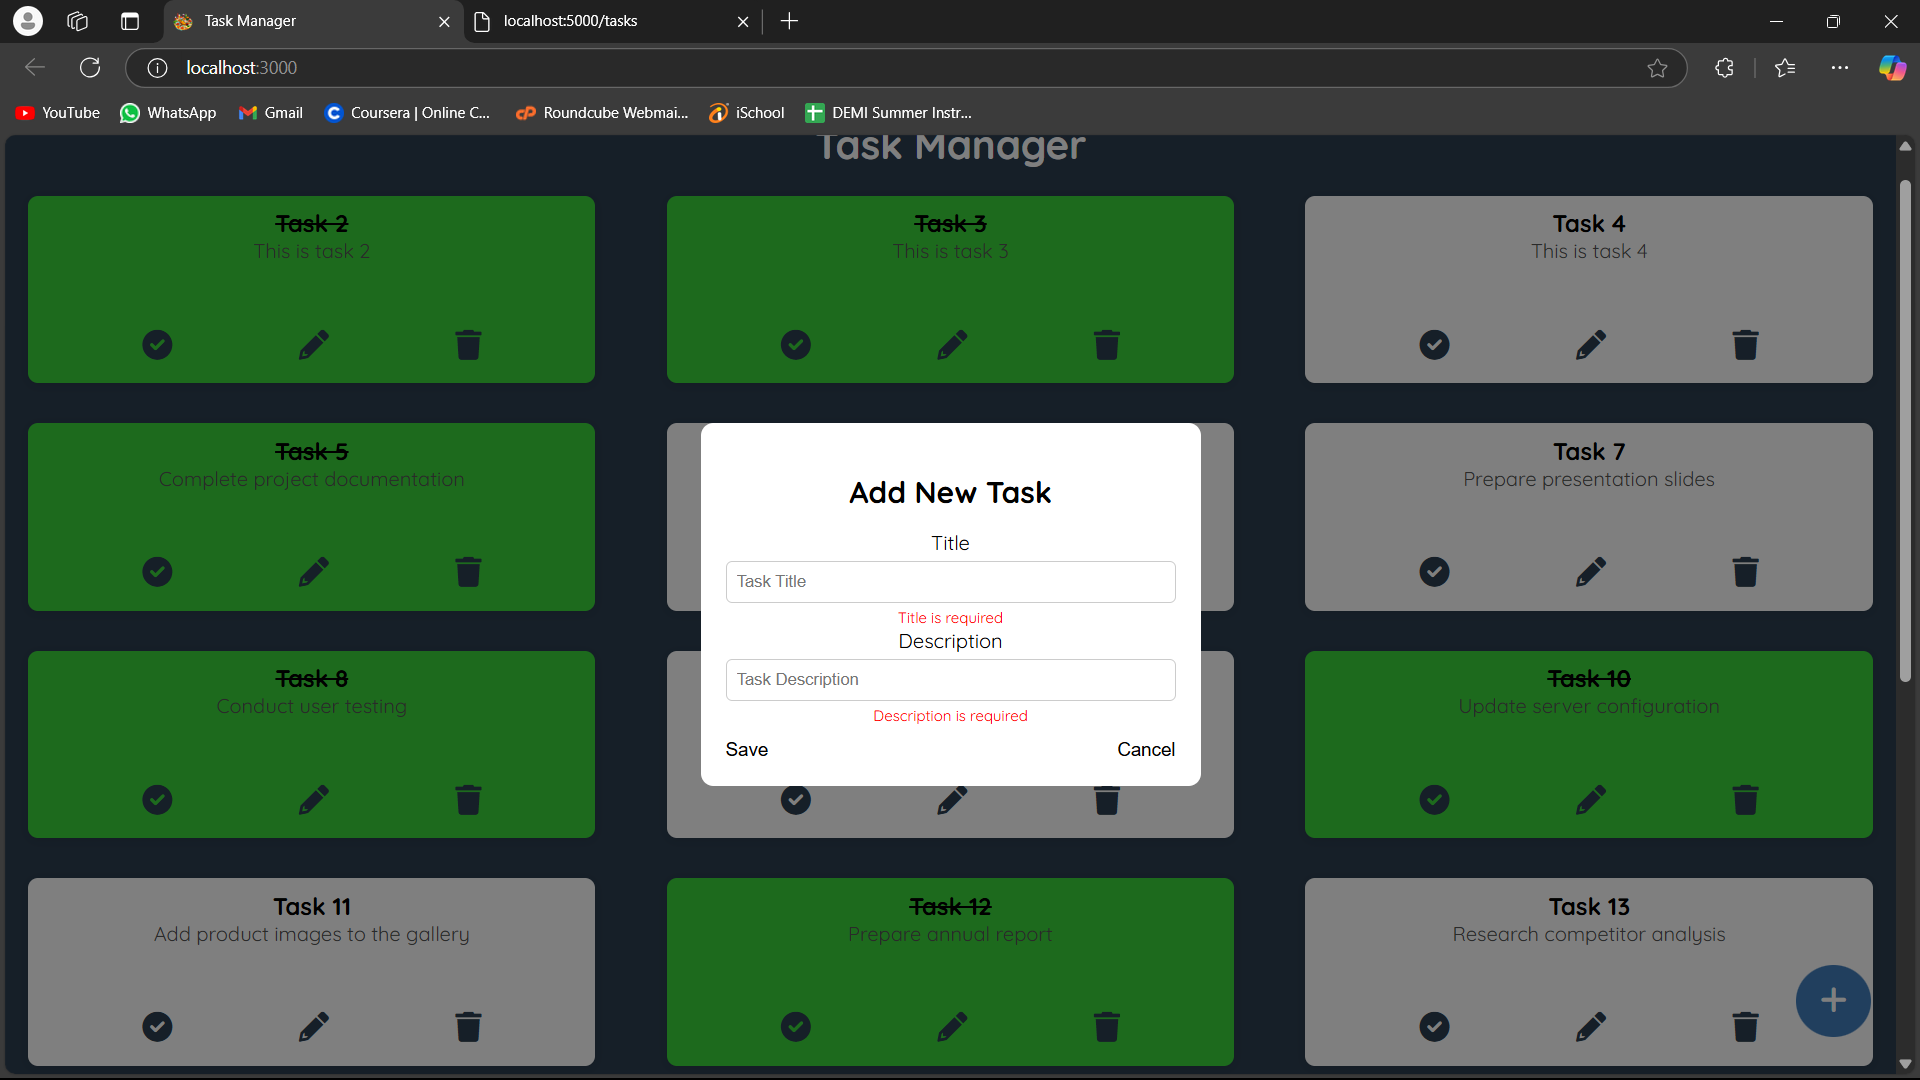 Task Manager
localhost:5000/tasks
localhost:3000
YouTube
WhatsApp
Gmail
Coursera | Online C...
Roundcube Webmai...
iSchool
DEMI Summer Instr...
Task Manager
Task 2
This is task 2
Task 3
This is task 3
Task 4
This is task 4
Task 5
Complete project documentation
Task 7
Prepare presentation slides
Add New Task
Title
Task Title
Title is required
Description
Task Description
Description is required
Save
Cancel
Task 8
Conduct user testing
Task 10
Update server configuration
Task 11
Add product images to the gallery
Task 12
Prepare annual report
Task 13
Research competitor analysis